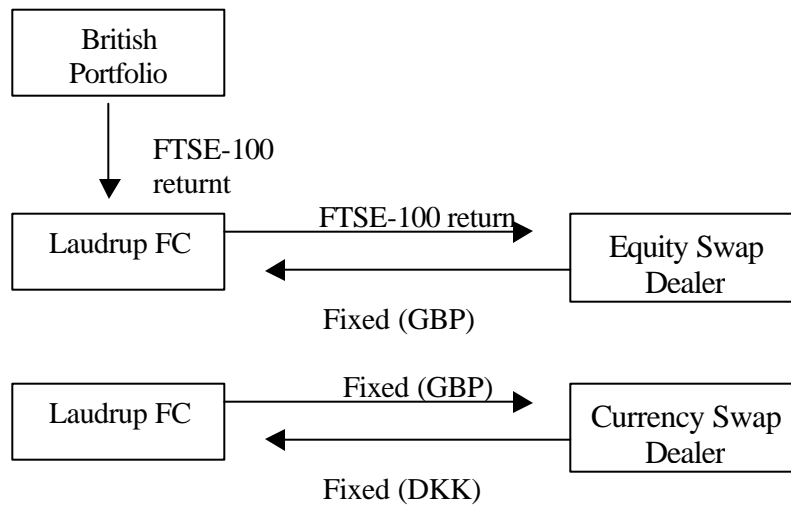 British
Portfolio
FTSE-100
returnt
Laudrup FC
FTSE-100 return
Equity Swap
Dealer
Fixed (GBP)
Laudrup FC
Fixed (GBP)
Currency Swap
Dealer
Fixed (DKK)